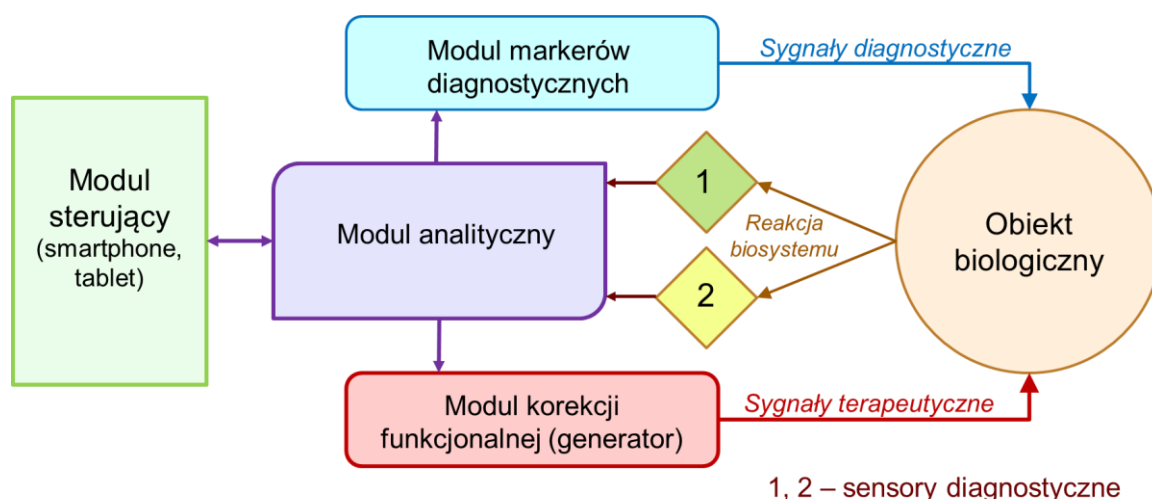 Modul markerów
diagnostycznych
Sygnały diagnostyczne
Modul
sterujący
(smartphone,
tablet)
Modul analityczny
1
2
Reakcja
biosystemu
Obiekt
biologiczny
Modul korekcji
funkcjonalnej (generator)
Sygnały terapeutyczne
1, 2 – sensory diagnostyczne